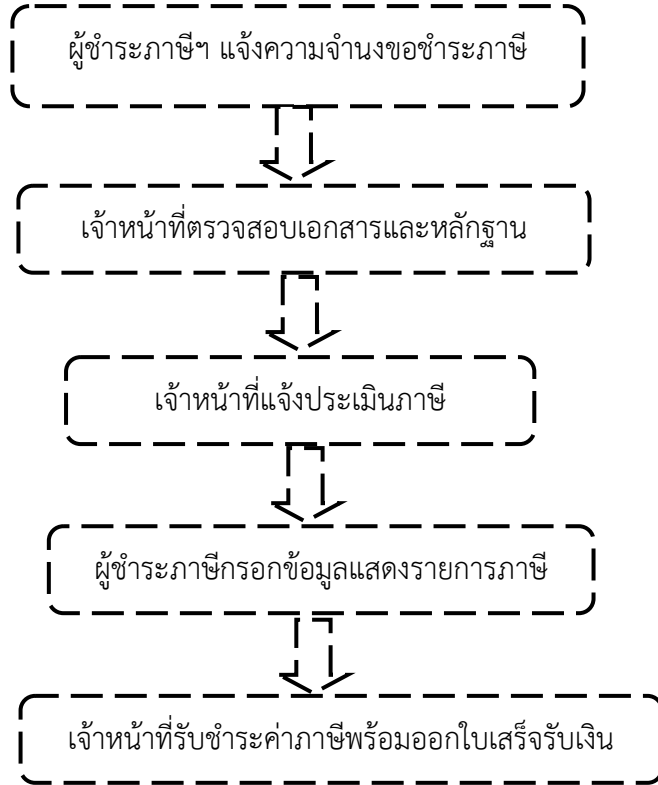 ผู้ชำระภาษีฯ แจ้งความจำนงขอชำระภาษี
เจ้าหน้าที่ตรวจสอบเอกสารและหลักฐาน
เจ้าหน้าที่แจ้งประเมินภาษี
ผู้ชำระภาษีกรอกข้อมูลแสดงรายการภาษี
เจ้าหน้าที่รับชำระค่าภาษีพร้อมออกใบเสร็จรับเงิน